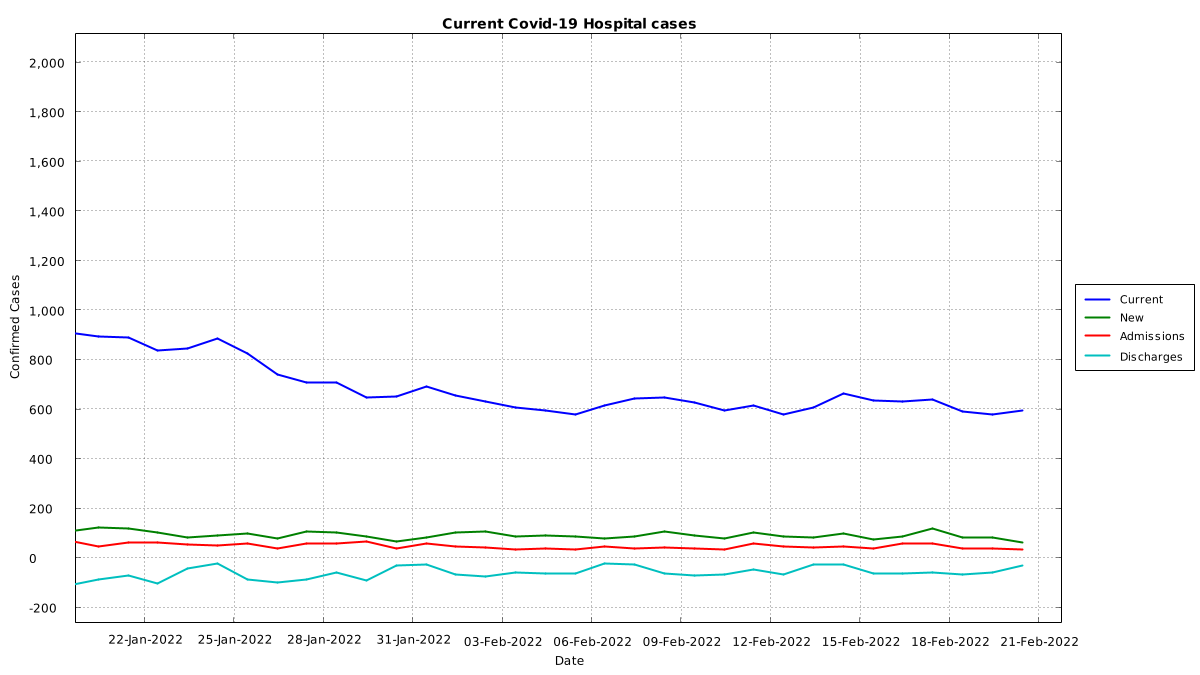 Current Covid-19 Hospital cases
2,000
1,800
1,600
1,400
1,200
1,000
800
600
400
200
0
-200
Confirmed Cases
22-Jan-2022 25-Jan-2022 28-Jan-2022 31-Jan-2022 03-Feb-2022 06-Feb-2022 09-Feb-2022 12-Feb-2022 15-Feb-2022 18-Feb-2022 21-Feb-2022
Date
Current
New
Admissions
Discharges